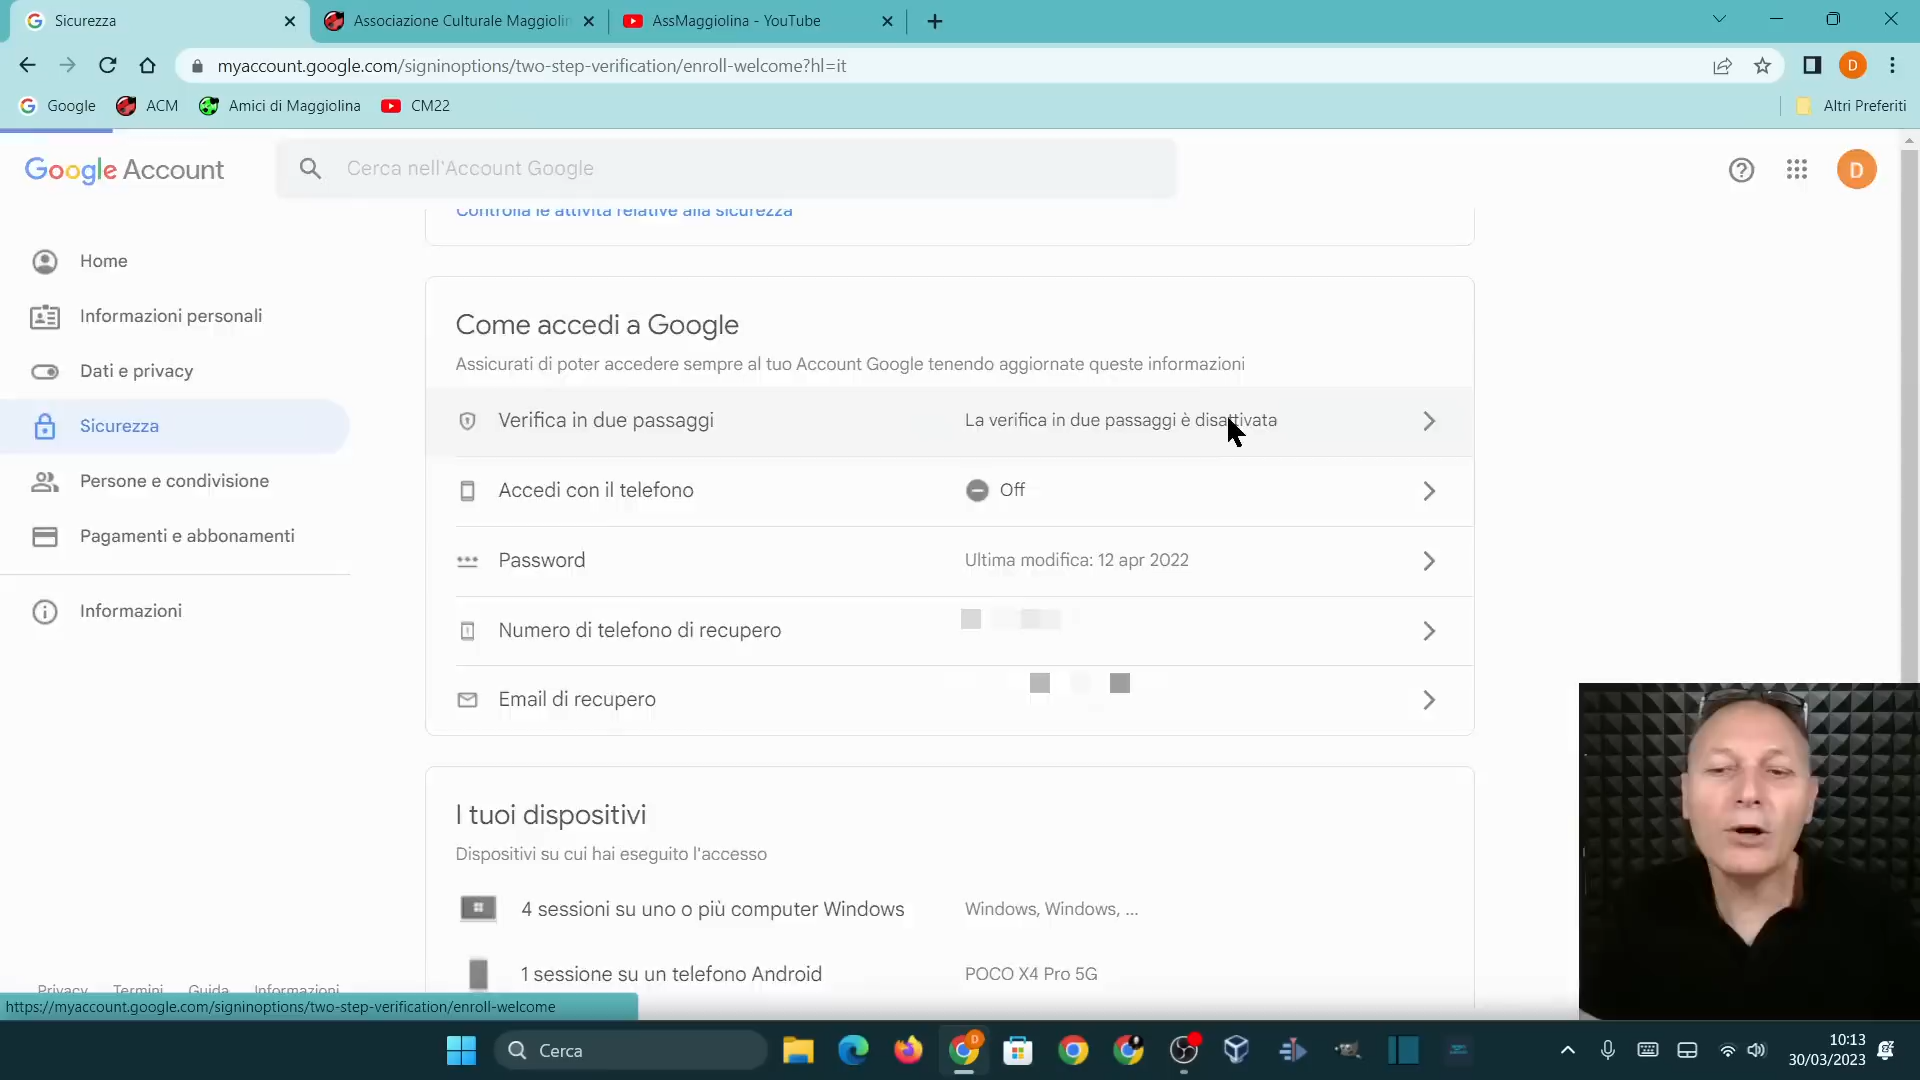 Sicurezza
Associazione Culturale Maggiolin
AssMaggiolina - YouTube
myaccount.google.com/signinoptions/two-step-verification/enroll-welcome?hl=it
D
Google
ACM
Amici di Maggiolina
CM22
Altri Preferiti
Google Account
Cerca nell'Account Google
D
Controlla le attività relative alla sicurezza
Home
Informazioni personali
Dati e privacy
Sicurezza
Persone e condivisione
Pagamenti e abbonamenti
Informazioni
Come accedi a Google
Assicurati di poter accedere sempre al tuo Account Google tenendo aggiornate queste informazioni
Verifica in due passaggi
La verifica in due passaggi è disattivata
Accedi con il telefono
Off
Password
Ultima modifica: 12 apr 2022
Numero di telefono di recupero
Email di recupero
I tuoi dispositivi
Dispositivi su cui hai eseguito l'accesso
4 sessioni su uno o più computer Windows
Windows, Windows, ...
1 sessione su un telefono Android
POCO X4 Pro 5G
Privacy Termini Guida Informazioni
https://myaccount.google.com/signinoptions/two-step-verification/enroll-welcome
Cerca
D
10:13
30/03/2023